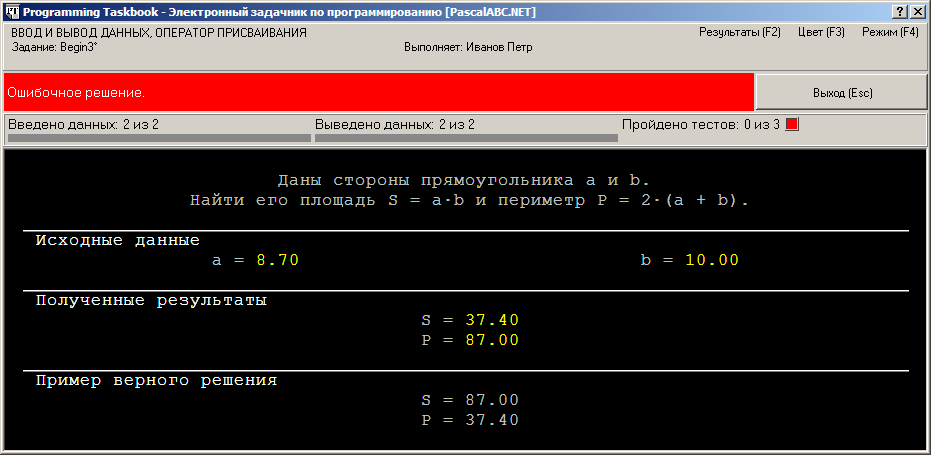 Programming Taskbook - Электронный задачник по программированию [PascalABC.NET]
ВВОД И ВЫВОД ДАННЫХ, ОПЕРАТОР ПРИСВАИВАНИЯ
Результаты (F2) Цвет (F3) Режим (F4)
Задание: Begin3° Выполняет: Иванов Петр
Ошибочное решение. Выход (Esc)
Введено данных: 2 из 2 Выведено данных: 2 из 2 Пройдено тестов: 0 из 3
Даны стороны прямоугольника a и b.
Найти его площадь S = a·b и периметр P = 2·(a + b).
Исходные данные
a = 8.70 b = 10.00
Полученные результаты
S = 37.40
P = 87.00
Пример верного решения
S = 87.00
P = 37.40